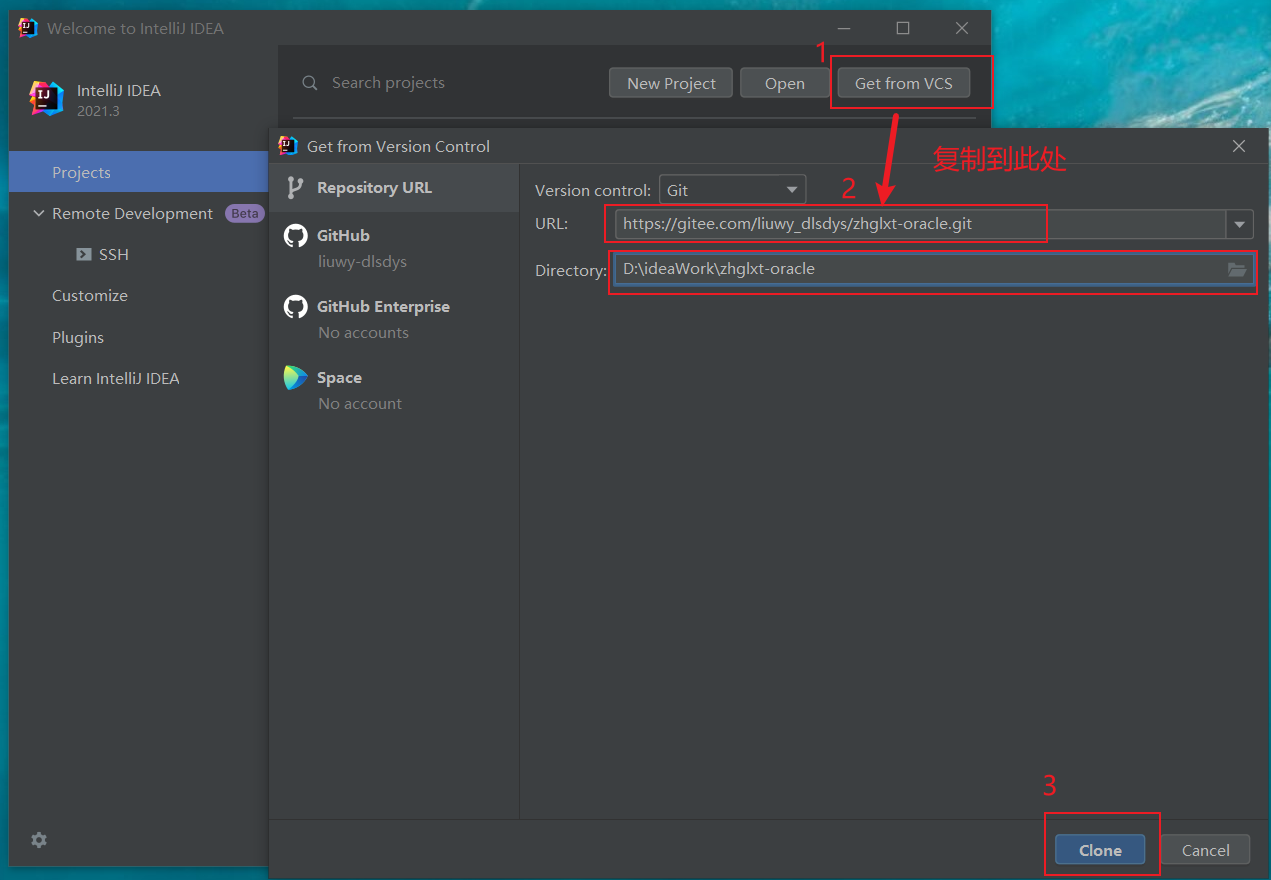 Welcome to IntelliJ IDEA
IntelliJ IDEA
2021.3
Search projects
New Project
Open
1
Get from VCS
Projects
Remote Development
Beta
SSH
Customize
Plugins
Learn IntelliJ IDEA
Get from Version Control
复制到此处
Repository URL
GitHub
liuwy-dlsdys
GitHub Enterprise
No accounts
Space
No account
Version control:
Git
2
URL:
https://gitee.com/liuwy_dlsdys/zhglxt-oracle.git
Directory:
D:\ideaWork\zhglxt-oracle
3
Clone
Cancel